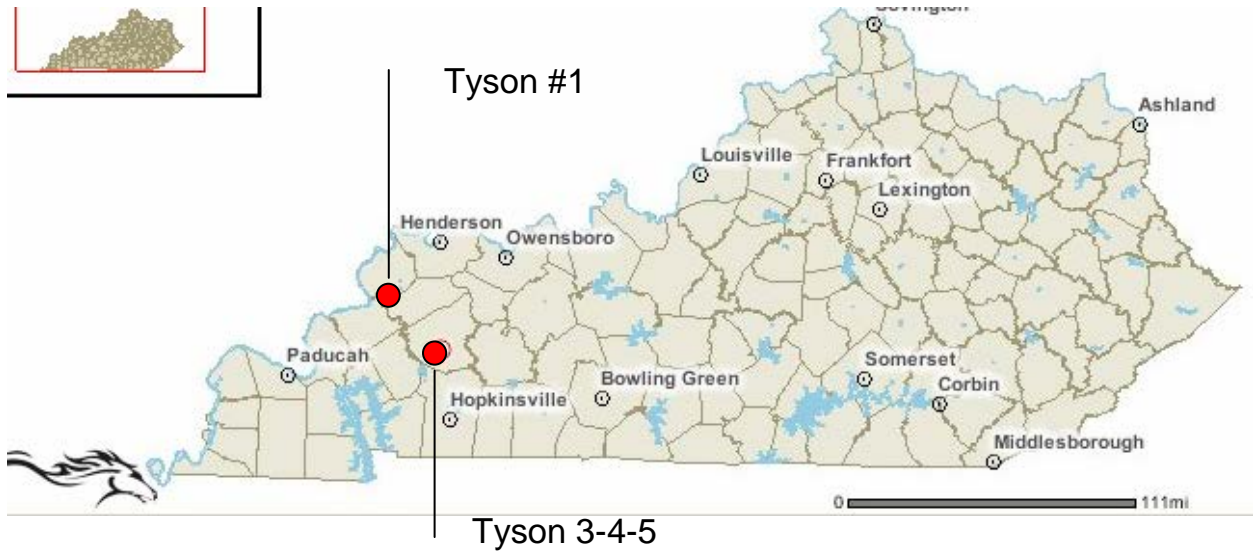 Covington
Tyson #1
Ashland
Louisville
Frankfort
Lexington
Henderson
Owensboro
Paducah
Somerset
Bowling Green
Corbin
Hopkinsville
Middlesborough
0 111mi
Tyson 3-4-5